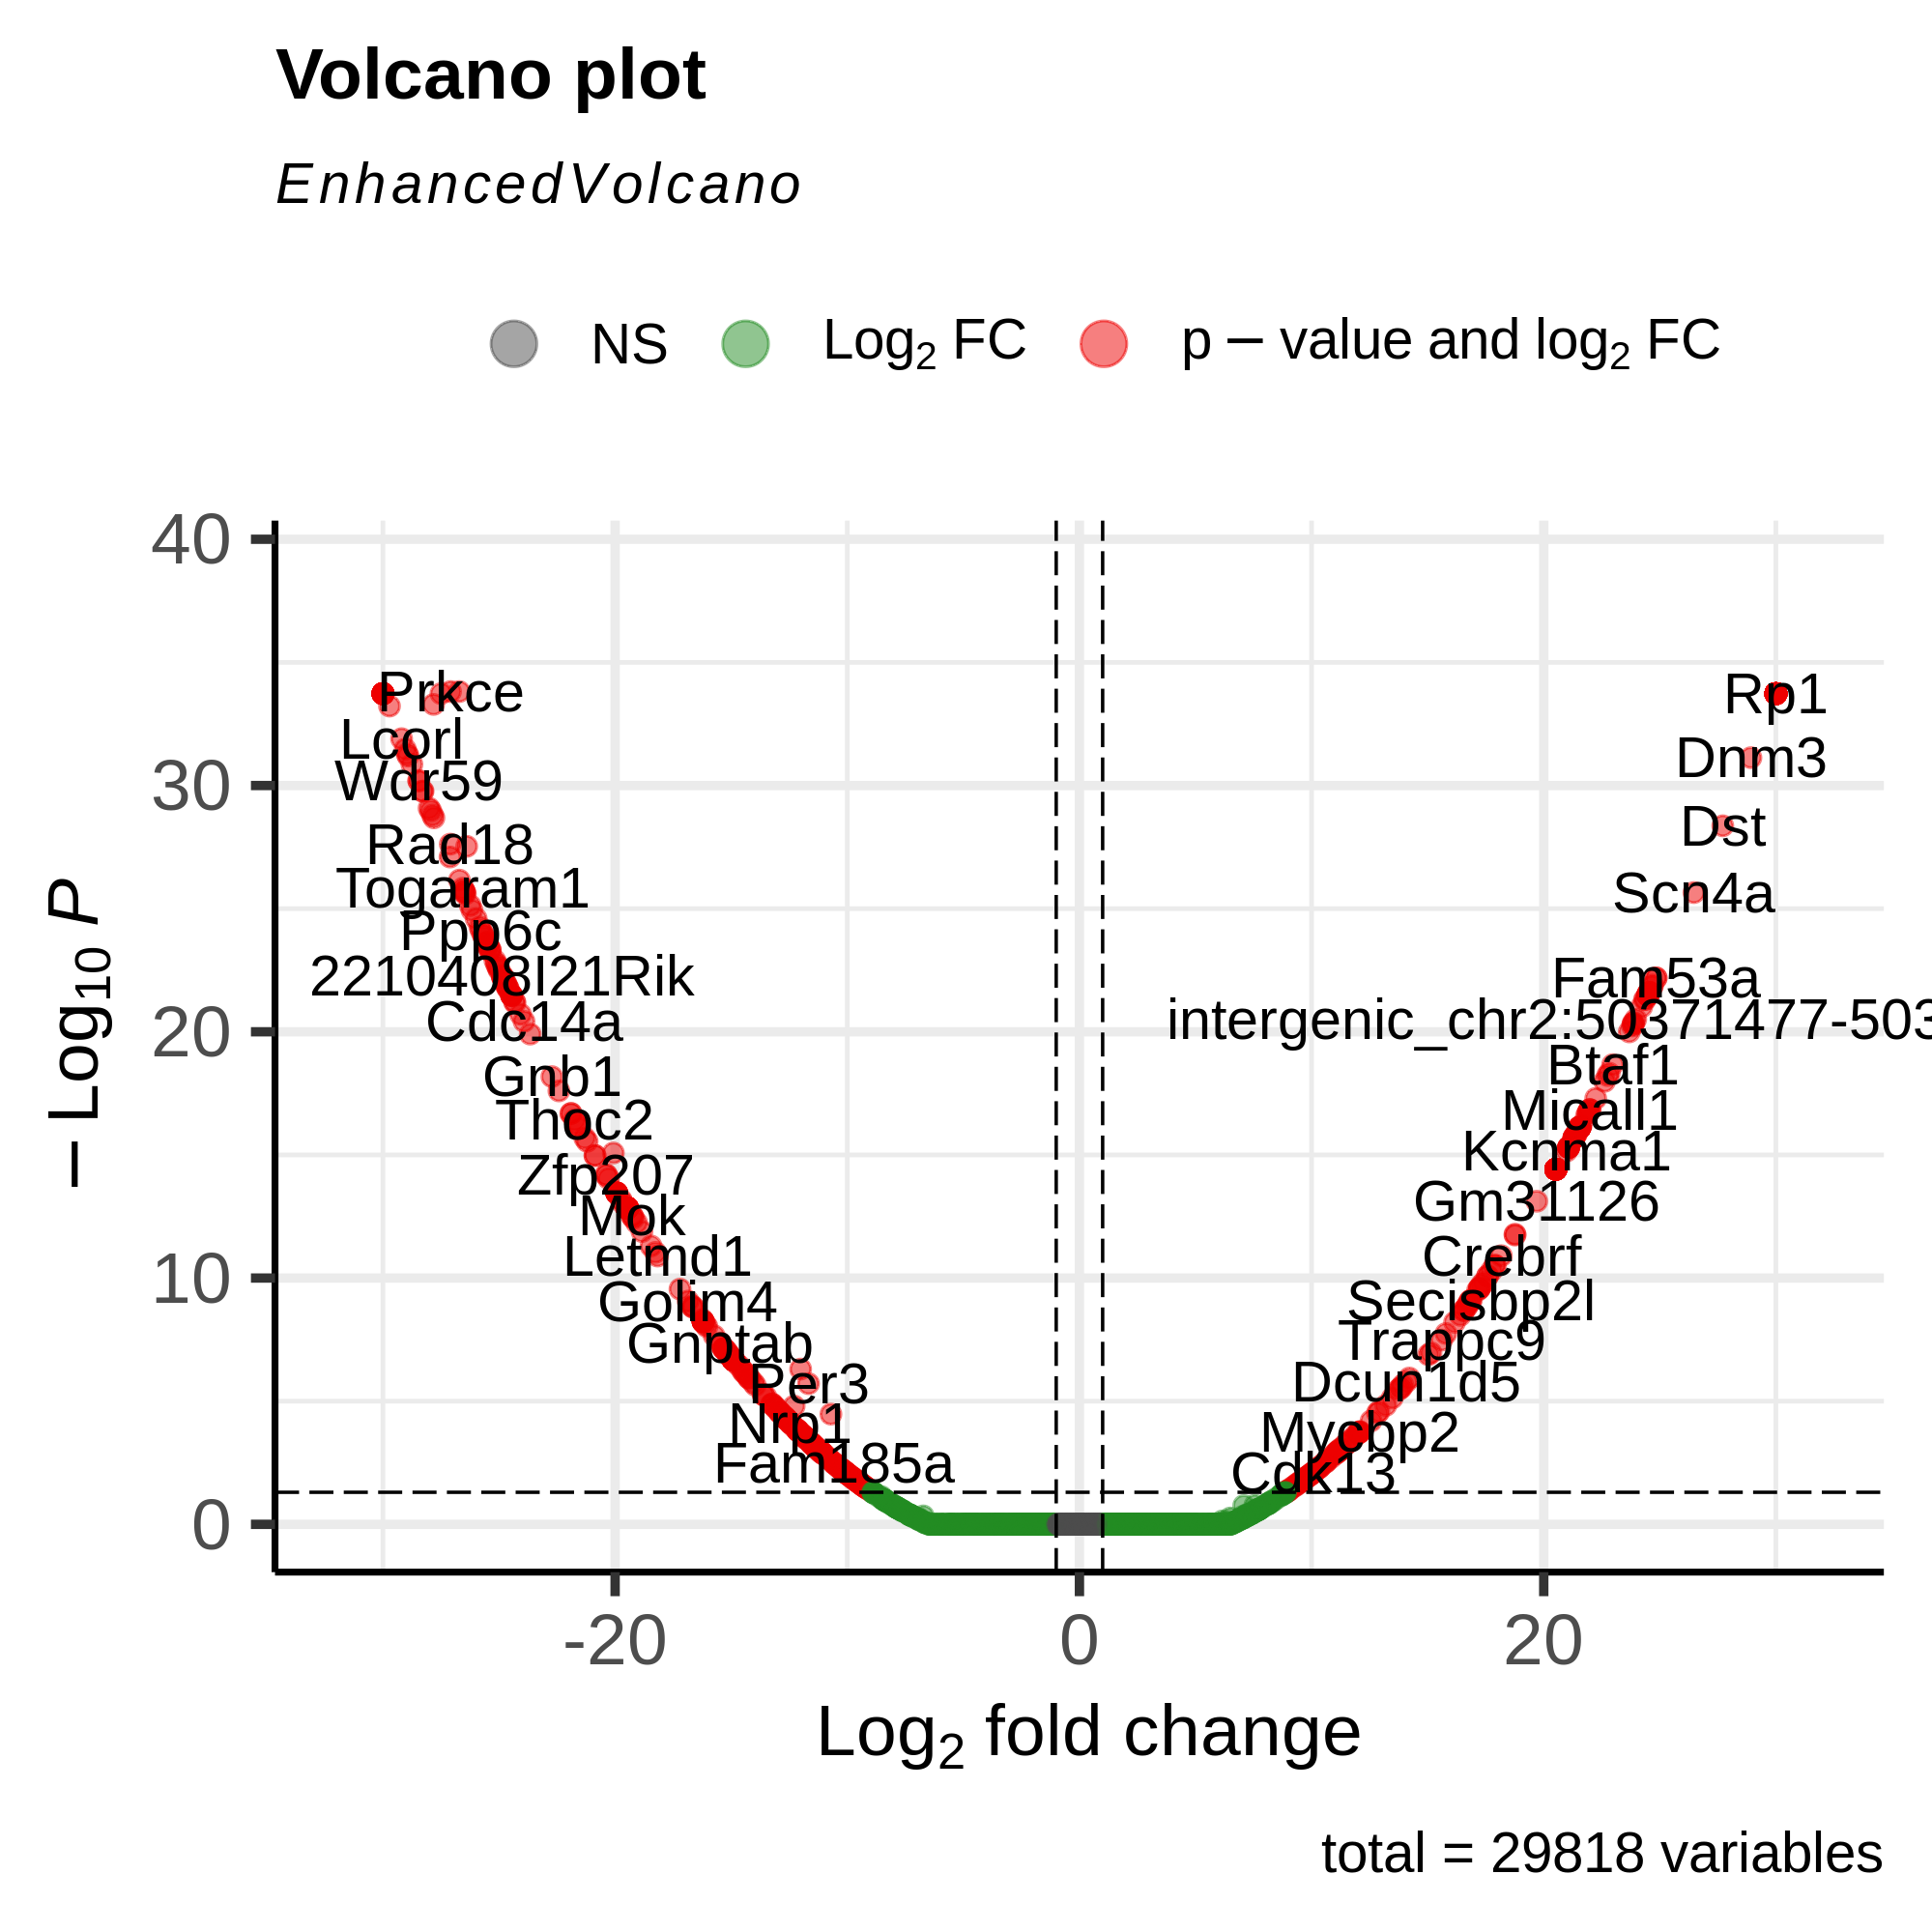 Volcano plot
EnhancedVolcano
NS
Log₂ FC
p − value and log₂ FC
− Log₁₀ P
40
30
20
10
0
Prkce
Lcorl
Wdr59
Rad18
Togaram1
Ppp6c
2210408I21Rik
Cdc14a
Gnb1
Thoc2
Zfp207
Mok
Letmd1
Golim4
Gnptab
Per3
Nrp1
Fam185a
Rp1
Dnm3
Dst
Scn4a
Fam53a
intergenic_chr2:50371477-503
Btaf1
Micall1
Kcnma1
Gm31126
Crebrf
Secisbp2l
Trappc9
Dcun1d5
Mycbp2
Cdk13
-20
0
20
Log₂ fold change
total = 29818 variables